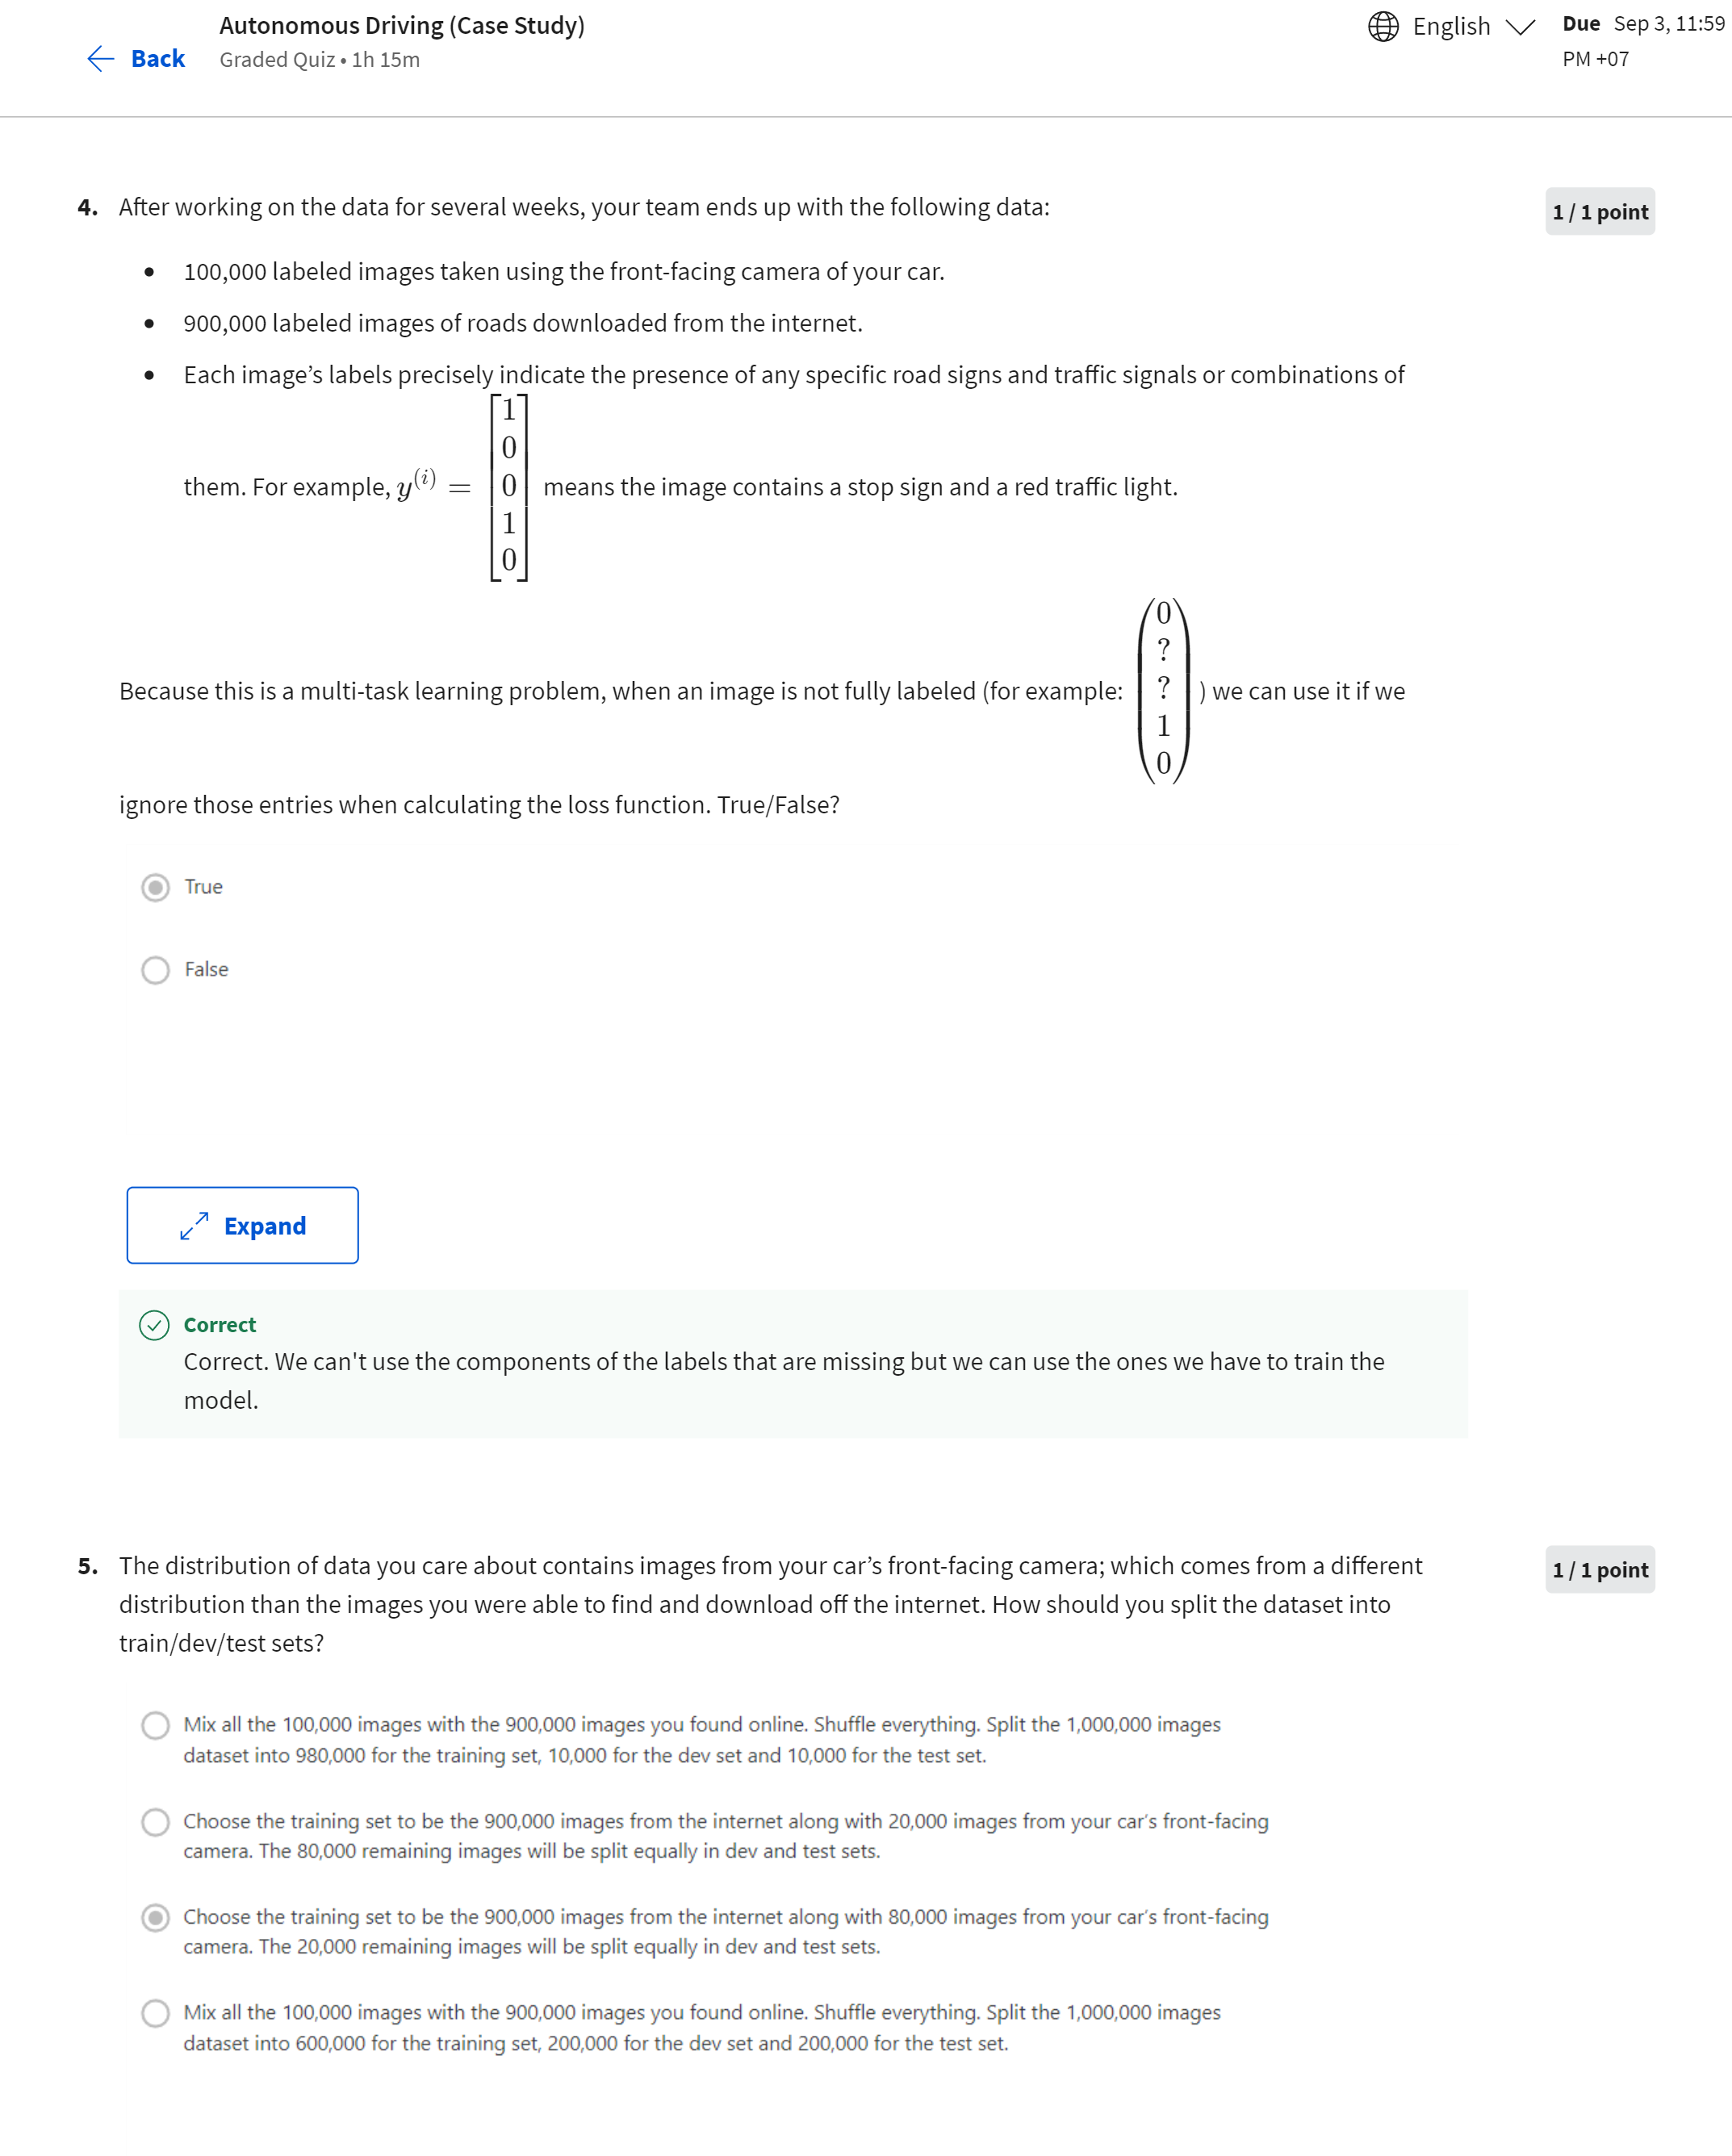 Autonomous Driving (Case Study)
Back
Graded Quiz • 1h 15m
English
Due Sep 3, 11:59
PM +07
4. After working on the data for several weeks, your team ends up with the following data:
1 / 1 point
• 100,000 labeled images taken using the front-facing camera of your car.
• 900,000 labeled images of roads downloaded from the internet.
• Each image’s labels precisely indicate the presence of any specific road signs and traffic signals or combinations of
them. For example, y^(i) = [1 0 0 1 0] means the image contains a stop sign and a red traffic light.
Because this is a multi-task learning problem, when an image is not fully labeled (for example: (0 ? ? 1 0) ) we can use it if we
ignore those entries when calculating the loss function. True/False?
True
False
Expand
Correct
Correct. We can't use the components of the labels that are missing but we can use the ones we have to train the
model.
5. The distribution of data you care about contains images from your car’s front-facing camera; which comes from a different
1 / 1 point
distribution than the images you were able to find and download off the internet. How should you split the dataset into
train/dev/test sets?
Mix all the 100,000 images with the 900,000 images you found online. Shuffle everything. Split the 1,000,000 images
dataset into 980,000 for the training set, 10,000 for the dev set and 10,000 for the test set.
Choose the training set to be the 900,000 images from the internet along with 20,000 images from your car’s front-facing
camera. The 80,000 remaining images will be split equally in dev and test sets.
Choose the training set to be the 900,000 images from the internet along with 80,000 images from your car’s front-facing
camera. The 20,000 remaining images will be split equally in dev and test sets.
Mix all the 100,000 images with the 900,000 images you found online. Shuffle everything. Split the 1,000,000 images
dataset into 600,000 for the training set, 200,000 for the dev set and 200,000 for the test set.